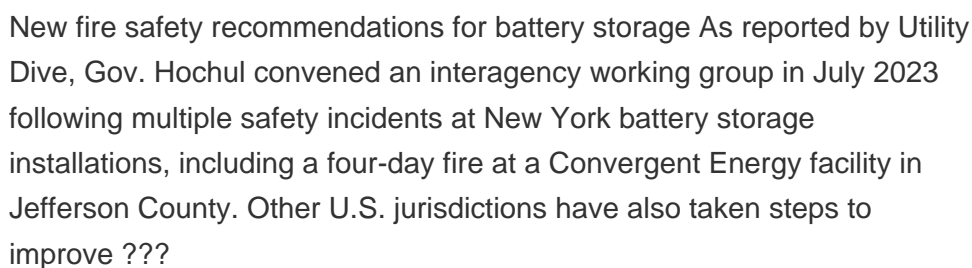 New fire safety recommendations for battery storage As reported by Utility
Dive, Gov. Hochul convened an interagency working group in July 2023
following multiple safety incidents at New York battery storage
installations, including a four-day fire at a Convergent Energy facility in
Jefferson County. Other U.S. jurisdictions have also taken steps to
improve ???